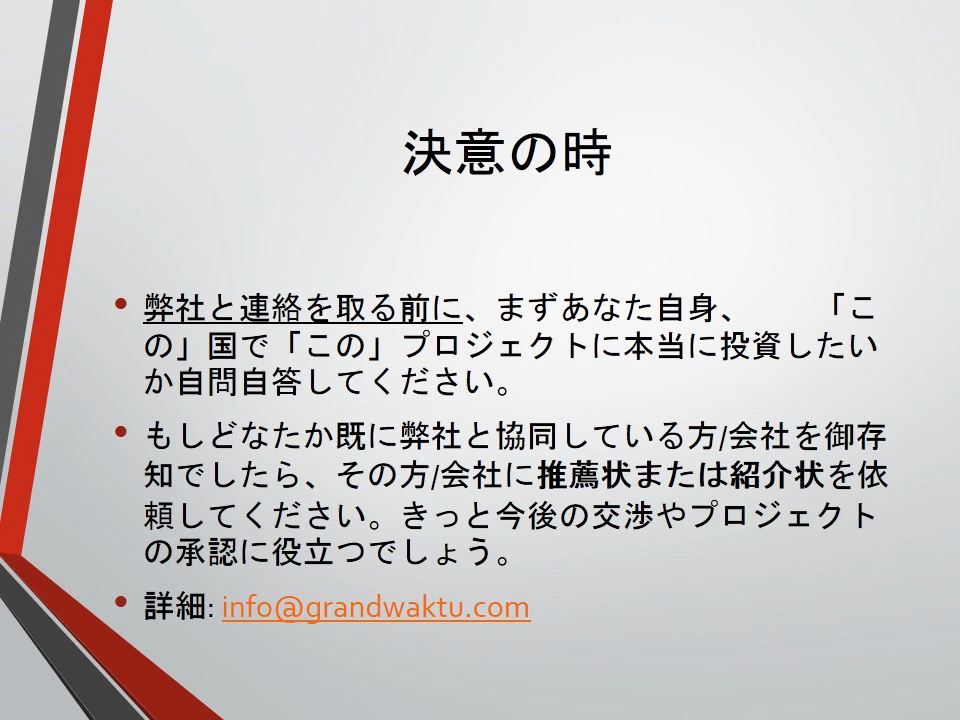 決意の時
• 弊社と連絡を取る前に、まずあなた自身、　　「こ
の」国で「この」プロジェクトに本当に投資したい
か自問自答してください。
• もしどなたか既に弊社と協同している方/会社を御存
知でしたら、その方/会社に推薦状または紹介状を依
頼してください。きっと今後の交渉やプロジェクト
の承認に役立つでしょう。
• 詳細: info@grandwaktu.com